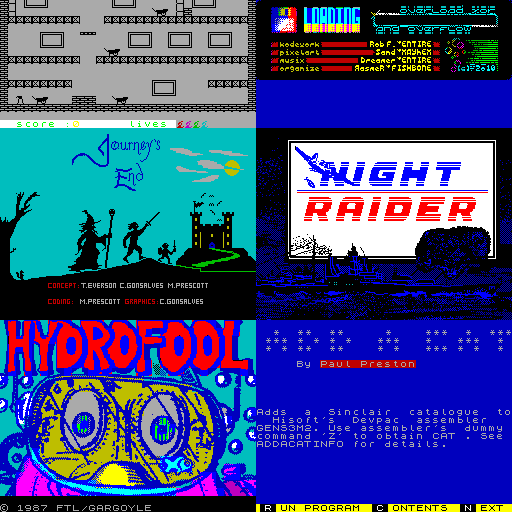 score :0 lives
LOADING
overload
and overflow
kodework Rob F.*ENTIRE
pixelart Sand*MAYhEM
musix Dreamer*ENTIRE
organize RasmeR*FISHBONE
Journey's
End
CONCEPT: T.EVERSON C.GONSALVES M.PRESCOTT
CODING: M.PRESCOTT GRAPHICS: C.GONSALVES
NIGHT
RAIDER
HYDROFOOL
© 1987 FTL/GARGOYLE
By Paul Preston
Adds a Sinclair catalogue to
Hisoft's Devpac assembler
GENS3M2. Use assembler's dummy
command 'Z' to obtain CAT . See
ADDACATINFO for details.
R UN PROGRAM C ONTENTS N EXT